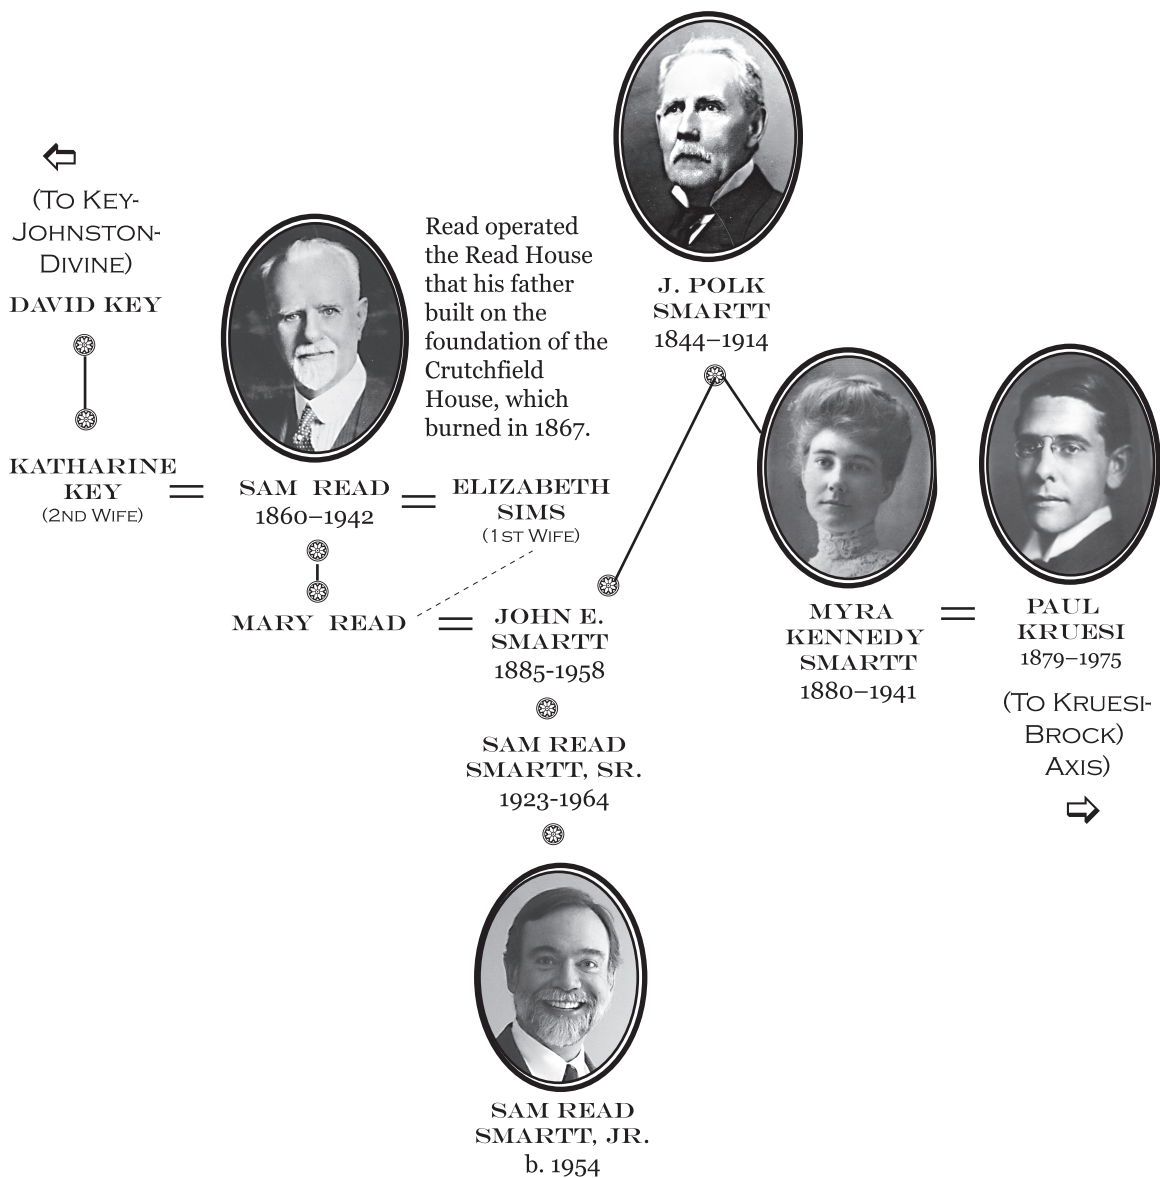 (To Key-
Johnston-
Divine)
DAVID KEY
KATHARINE
KEY
(2nd Wife)
Read operated
the Read House
that his father
built on the
foundation of the
Crutchfield
House, which
burned in 1867.
SAM READ
1860–1942
ELIZABETH
SIMS
(1st Wife)
MARY READ
J. POLK
SMARTT
1844–1914
JOHN E.
SMARTT
1885-1958
MYRA
KENNEDY
SMARTT
1880–1941
PAUL
KRUESI
1879–1975
(To Kruesi-
Brock)
Axis)
SAM READ
SMARTT, SR.
1923-1964
SAM READ
SMARTT, JR.
b. 1954